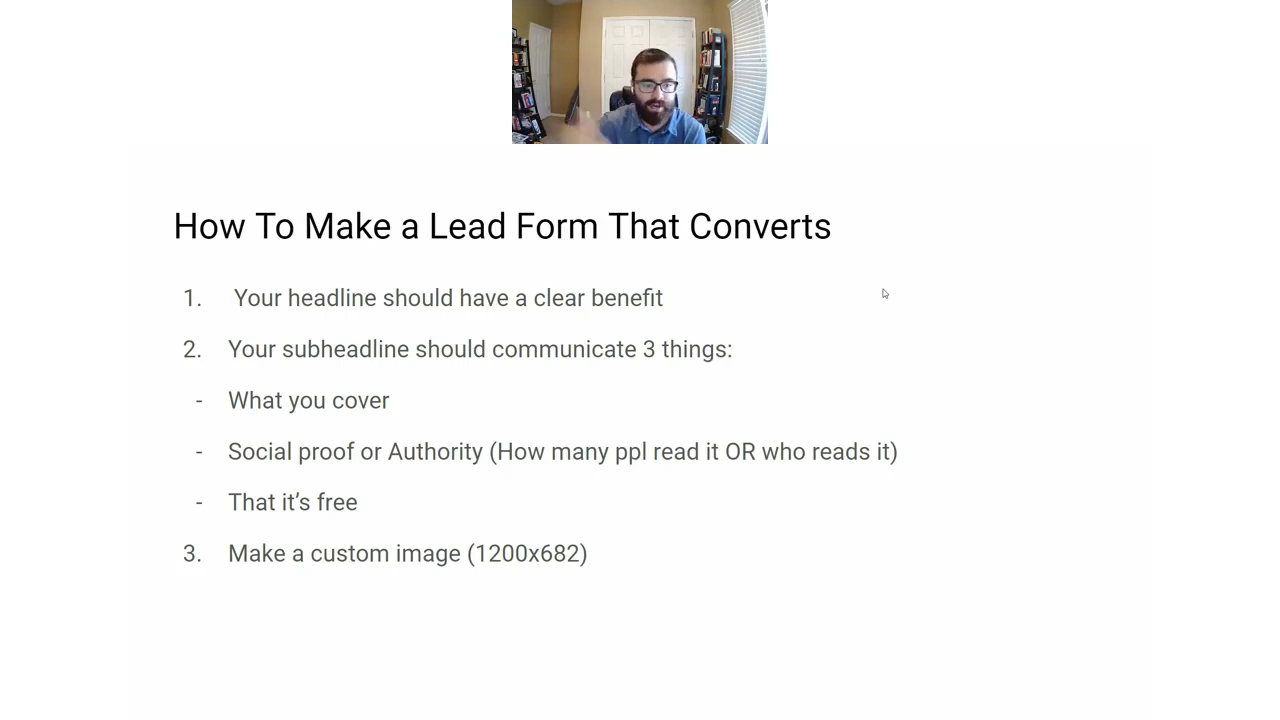 How To Make a Lead Form That Converts
1. Your headline should have a clear benefit
2. Your subheadline should communicate 3 things:
- What you cover
- Social proof or Authority (How many ppl read it OR who reads it)
- That it’s free
3. Make a custom image (1200x682)